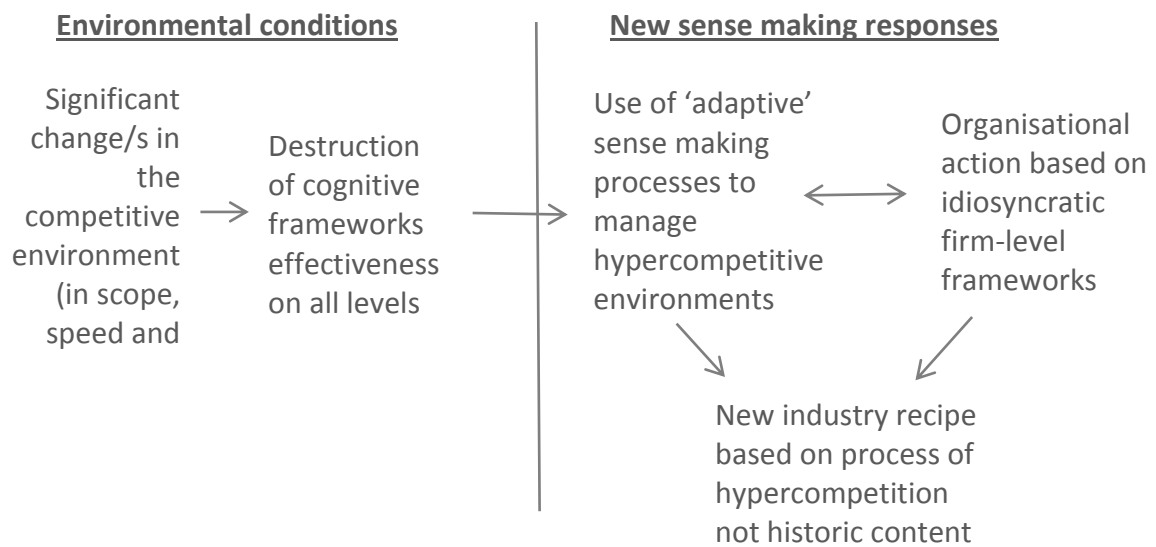 Environmental conditions
New sense making responses
Significant
change/s in
the
competitive
environment
(in scope,
speed and
Destruction
of cognitive
frameworks
effectiveness
on all levels
Use of ‘adaptive’
sense making
processes to
manage
hypercompetitive
environments
Organisational
action based on
idiosyncratic
firm-level
frameworks
New industry recipe
based on process of
hypercompetition
not historic content